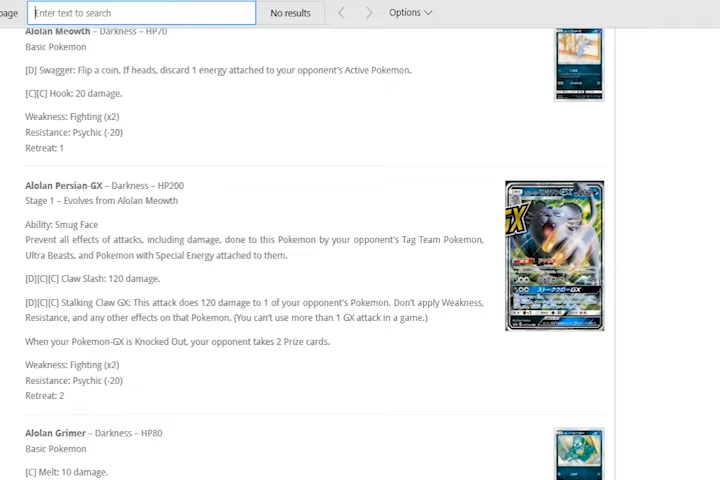 page
Enter text to search
No results
Options
Alolan Meowth – Darkness – HP70
Basic Pokemon
[D] Swagger: Flip a coin. If heads, discard 1 energy attached to your opponent's Active Pokemon.
[C][C] Hook: 20 damage.
Weakness: Fighting (x2)
Resistance: Psychic (-20)
Retreat: 1
Alolan Persian-GX – Darkness – HP200
Stage 1 – Evolves from Alolan Meowth
Ability: Smug Face
Prevent all effects of attacks, including damage, done to this Pokemon by your opponent's Tag Team Pokemon,
Ultra Beasts, and Pokemon with Special Energy attached to them.
[D][C][C] Claw Slash: 120 damage.
[D][C][C] Stalking Claw GX: This attack does 120 damage to 1 of your opponent's Pokemon. Don't apply Weakness,
Resistance, and any other effects on that Pokemon. (You can't use more than 1 GX attack in a game.)
When your Pokemon-GX is Knocked Out, your opponent takes 2 Prize cards.
Weakness: Fighting (x2)
Resistance: Psychic (-20)
Retreat: 2
Alolan Grimer – Darkness – HP80
Basic Pokemon
[C] Melt: 10 damage.